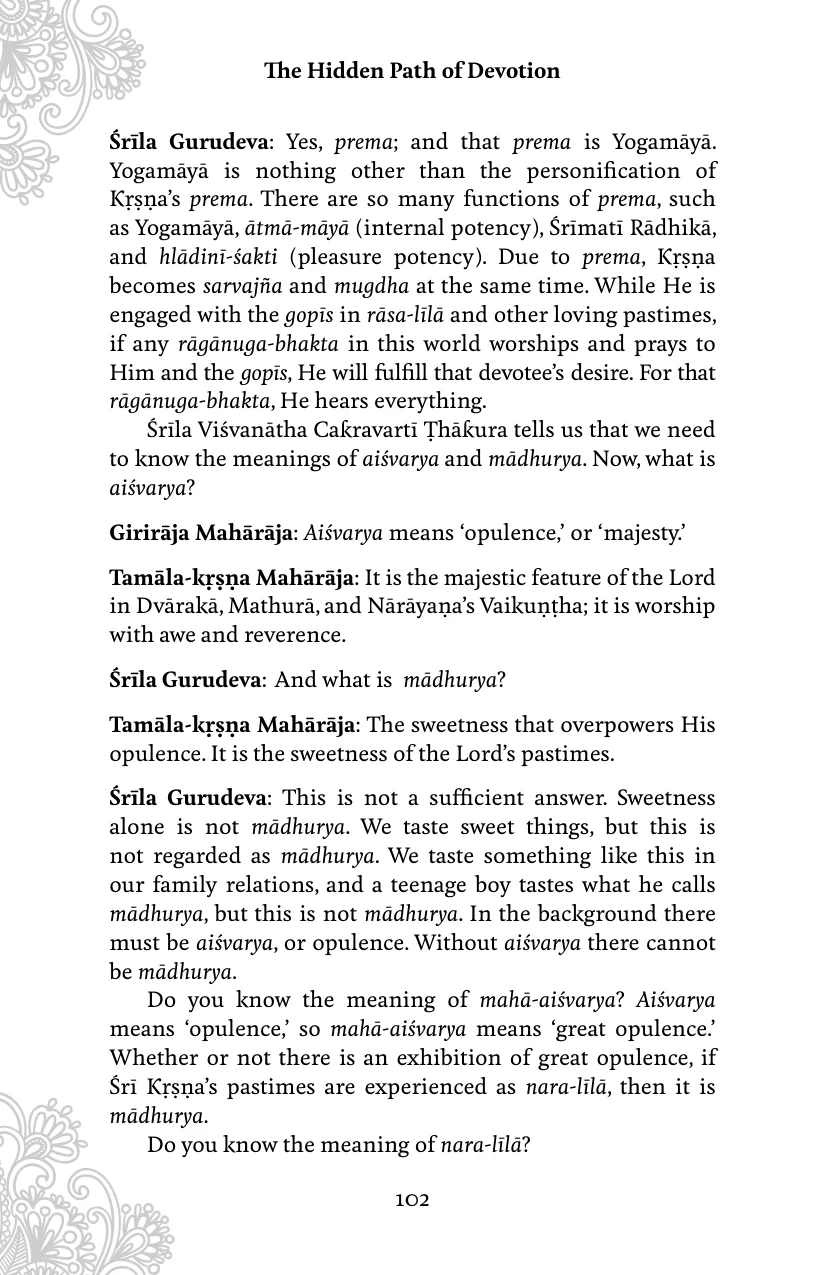 The Hidden Path of Devotion
Śrīla Gurudeva: Yes, prema; and that prema is Yogamāyā.
Yogamāyā is nothing other than the personification of
Kṛṣṇa’s prema. There are so many functions of prema, such
as Yogamāyā, ātmā-māyā (internal potency), Śrīmatī Rādhikā,
and hlādinī-śakti (pleasure potency). Due to prema, Kṛṣṇa
becomes sarvajña and mugdha at the same time. While He is
engaged with the gopīs in rāsa-līlā and other loving pastimes,
if any rāgānuga-bhakta in this world worships and prays to
Him and the gopīs, He will fulfill that devotee’s desire. For that
rāgānuga-bhakta, He hears everything.
Śrīla Viśvanātha Cakravartī Ṭhākura tells us that we need
to know the meanings of aiśvarya and mādhurya. Now, what is
aiśvarya?
Girirāja Mahārāja: Aiśvarya means ‘opulence,’ or ‘majesty.’
Tamāla-kṛṣṇa Mahārāja: It is the majestic feature of the Lord
in Dvārakā, Mathurā, and Nārāyaṇa’s Vaikuṇṭha; it is worship
with awe and reverence.
Śrīla Gurudeva: And what is mādhurya?
Tamāla-kṛṣṇa Mahārāja: The sweetness that overpowers His
opulence. It is the sweetness of the Lord’s pastimes.
Śrīla Gurudeva: This is not a sufficient answer. Sweetness
alone is not mādhurya. We taste sweet things, but this is
not regarded as mādhurya. We taste something like this in
our family relations, and a teenage boy tastes what he calls
mādhurya, but this is not mādhurya. In the background there
must be aiśvarya, or opulence. Without aiśvarya there cannot
be mādhurya.
Do you know the meaning of mahā-aiśvarya? Aiśvarya
means ‘opulence,’ so mahā-aiśvarya means ‘great opulence.’
Whether or not there is an exhibition of great opulence, if
Śrī Kṛṣṇa’s pastimes are experienced as nara-līlā, then it is
mādhurya.
Do you know the meaning of nara-līlā?
102